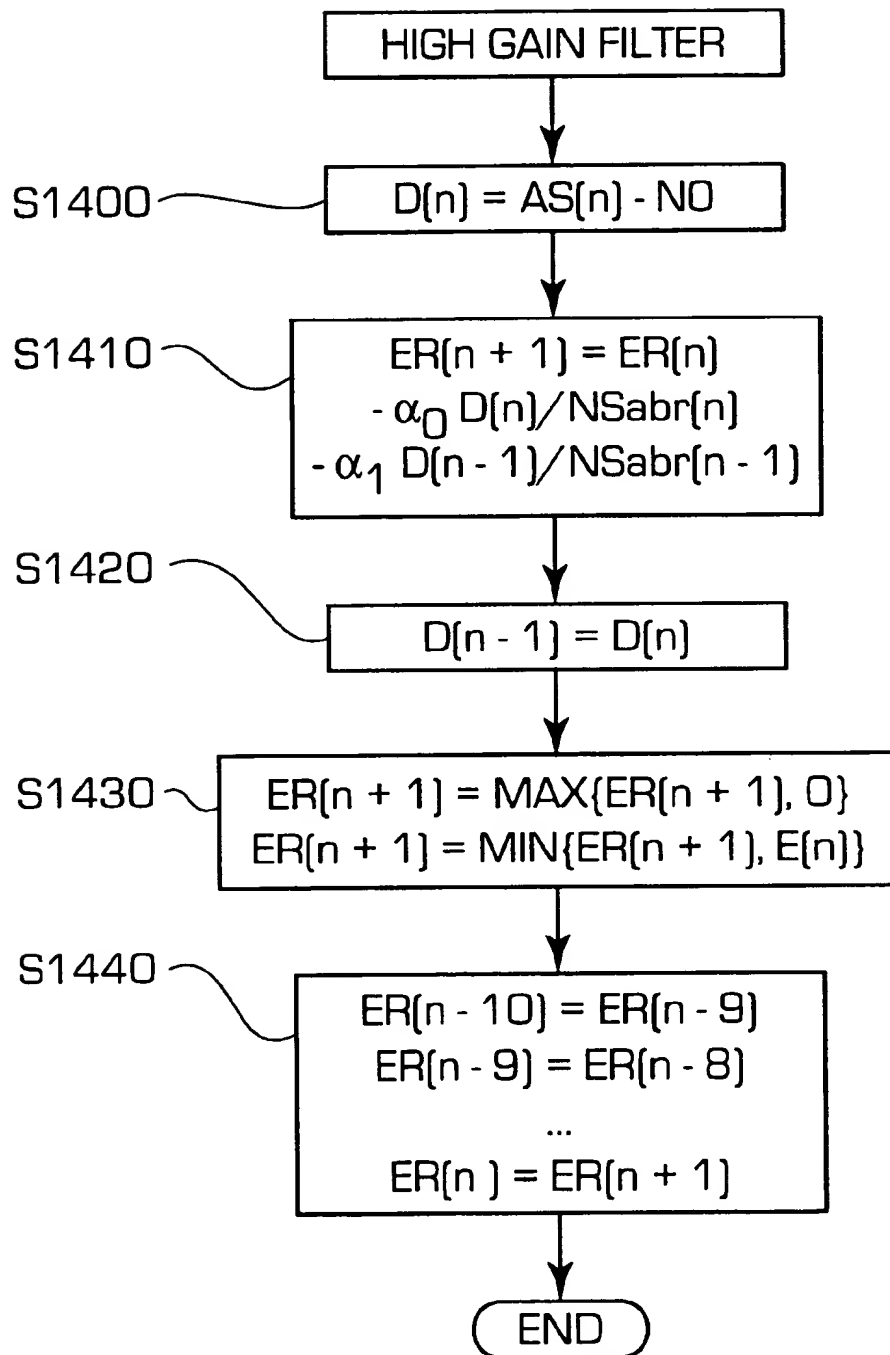 HIGH GAIN FILTER
S1400
D(n) = AS(n) - N0
S1410
ER(n + 1) = ER(n)
- α0 D(n)/NSabr(n)
- α1 D(n - 1)/NSabr(n - 1)
S1420
D(n - 1) = D(n)
S1430
ER(n + 1) = MAX{ER(n + 1), 0}
ER(n + 1) = MIN{ER(n + 1), E(n)}
S1440
ER(n - 10) = ER(n - 9)
ER(n - 9) = ER(n - 8)
...
ER(n ) = ER(n + 1)
END